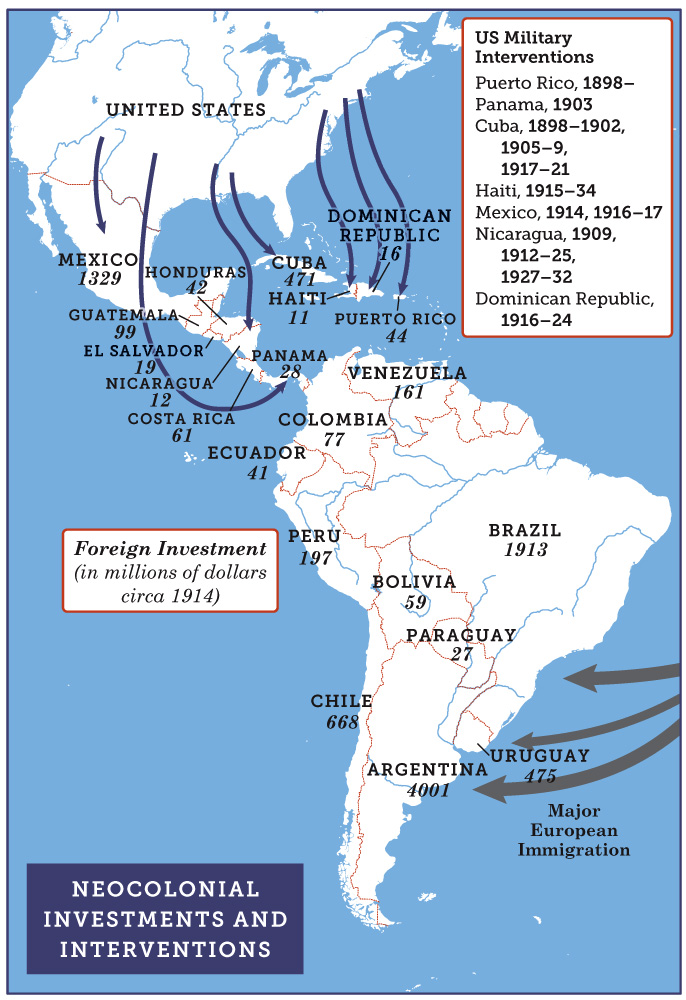 US Military
Interventions
Puerto Rico, 1898–
Panama, 1903
Cuba, 1898–1902,
1905–9,
1917–21
Haiti, 1915–34
Mexico, 1914, 1916–17
Nicaragua, 1909,
1912–25,
1927–32
Dominican Republic,
1916–24
UNITED STATES
DOMINICAN
REPUBLIC
16
MEXICO
1329
HONDURAS
42
CUBA
471
HAITI
11
PUERTO RICO
44
GUATEMALA
99
EL SALVADOR
19
NICARAGUA
12
COSTA RICA
61
PANAMA
28
VENEZUELA
161
COLOMBIA
77
ECUADOR
41
PERU
197
BRAZIL
1913
Foreign Investment
(in millions of dollars
circa 1914)
BOLIVIA
59
PARAGUAY
27
CHILE
668
URUGUAY
475
ARGENTINA
4001
Major
European
Immigration
NEOCOLONIAL
INVESTMENTS AND
INTERVENTIONS